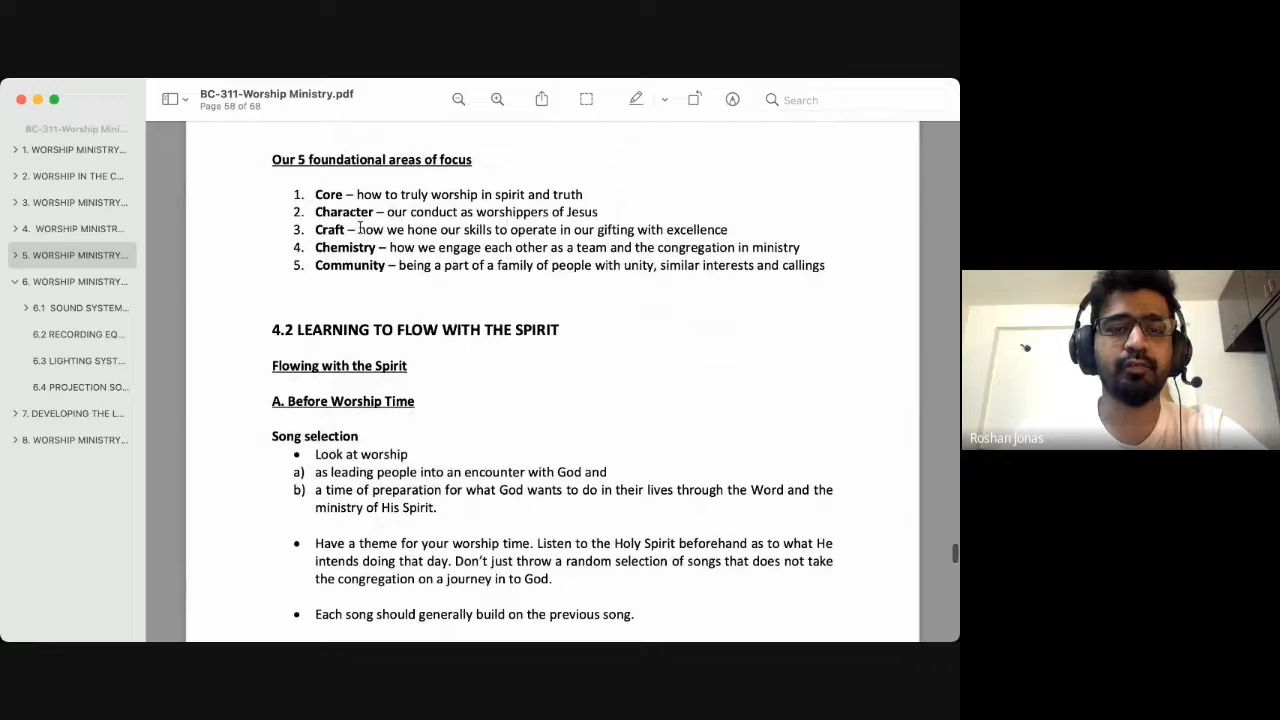 BC-311-Worship Ministry.pdf
Page 58 of 68
Search
BC-311-Worship Mini...
1. WORSHIP MINISTRY...
2. WORSHIP IN THE C...
3. WORSHIP MINISTRY...
4. WORSHIP MINISTR...
5. WORSHIP MINISTRY...
6. WORSHIP MINISTRY...
6.1 SOUND SYSTEM...
6.2 RECORDING EQ...
6.3 LIGHTING SYST...
6.4 PROJECTION SO...
7. DEVELOPING THE L...
8. WORSHIP MINISTRY...
Our 5 foundational areas of focus
1. Core – how to truly worship in spirit and truth
2. Character – our conduct as worshippers of Jesus
3. Craft – how we hone our skills to operate in our gifting with excellence
4. Chemistry – how we engage each other as a team and the congregation in ministry
5. Community – being a part of a family of people with unity, similar interests and callings
4.2 LEARNING TO FLOW WITH THE SPIRIT
Flowing with the Spirit
A. Before Worship Time
Song selection
• Look at worship
a) as leading people into an encounter with God and
b) a time of preparation for what God wants to do in their lives through the Word and the
ministry of His Spirit.
• Have a theme for your worship time. Listen to the Holy Spirit beforehand as to what He
intends doing that day. Don't just throw a random selection of songs that does not take
the congregation on a journey in to God.
• Each song should generally build on the previous song.
Roshan Jonas